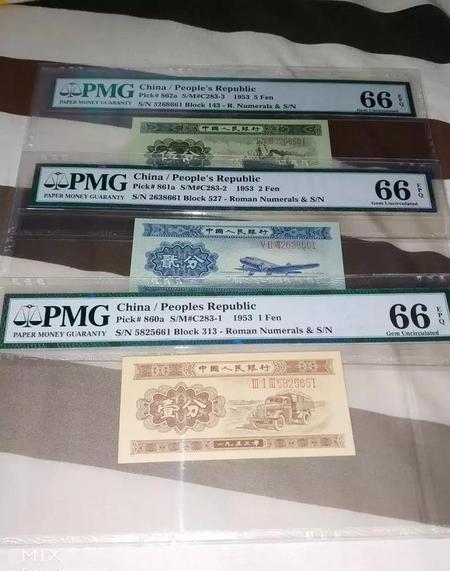 PMG
PAPER MONEY GUARANTY
China / People's Republic
Pick# 862a S/M#C283-3 1953 5 Fen
S/N 3268661 Block 143 - R. Numerals & S/N
66 EPQ
Gem Uncirculated
中国人民银行
伍分
PMG
PAPER MONEY GUARANTY
China / People's Republic
Pick# 861a S/M#C283-2 1953 2 Fen
S/N 2638661 Block 527 - Roman Numerals & S/N
66 EPQ
Gem Uncirculated
中国人民银行
V II VII 2638661
贰分
PMG
PAPER MONEY GUARANTY
China / Peoples Republic
Pick# 860a S/M#C283-1 1953 1 Fen
S/N 5825661 Block 313 - Roman Numerals & S/N
66 EPQ
Gem Uncirculated
中国人民银行
III I III 5825661
壹分
一九五三年
MIX